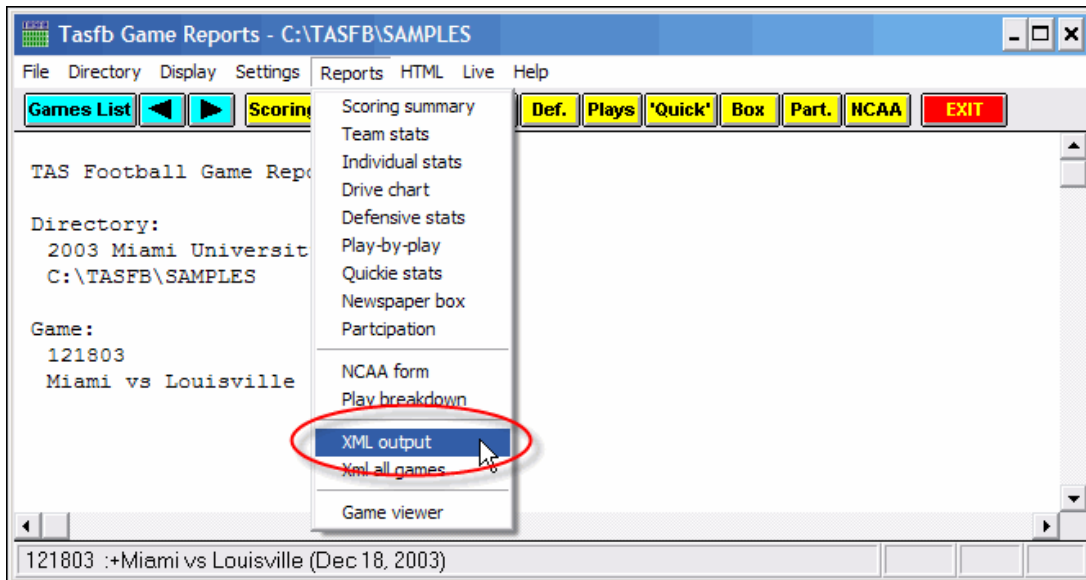 Tasfb Game Reports - C:\TASFB\SAMPLES
File Directory Display Settings Reports HTML Live Help
Games List Scoring Def. Plays 'Quick' Box Part. NCAA EXIT
Scoring summary
Team stats
Individual stats
Drive chart
Defensive stats
Play-by-play
Quickie stats
Newspaper box
Partcipation
NCAA form
Play breakdown
XML output
Xml all games
Game viewer
TAS Football Game Repo
Directory:
2003 Miami Universit
C:\TASFB\SAMPLES
Game:
121803
Miami vs Louisville
121803 :+Miami vs Louisville (Dec 18, 2003)